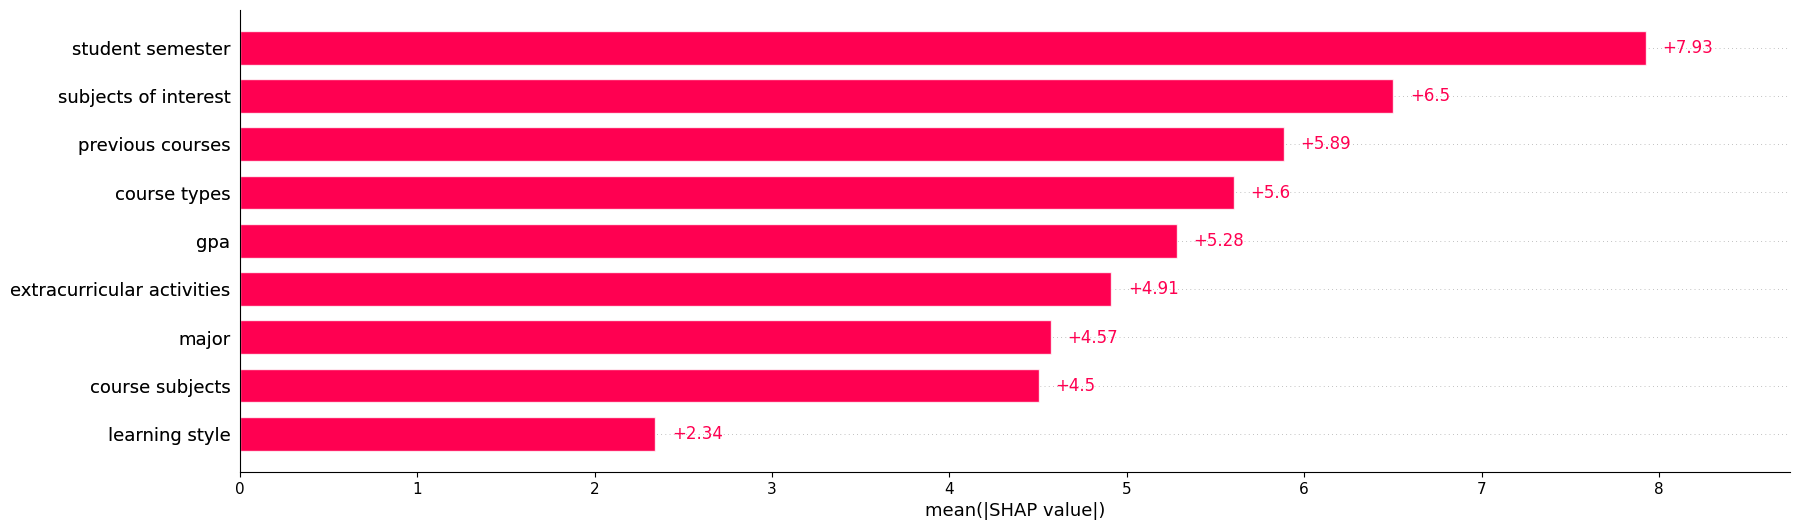 student semester +7.93
subjects of interest +6.5
previous courses +5.89
course types +5.6
gpa +5.28
extracurricular activities +4.91
major +4.57
course subjects +4.5
learning style +2.34
0 1 2 3 4 5 6 7 8
mean(|SHAP value|)